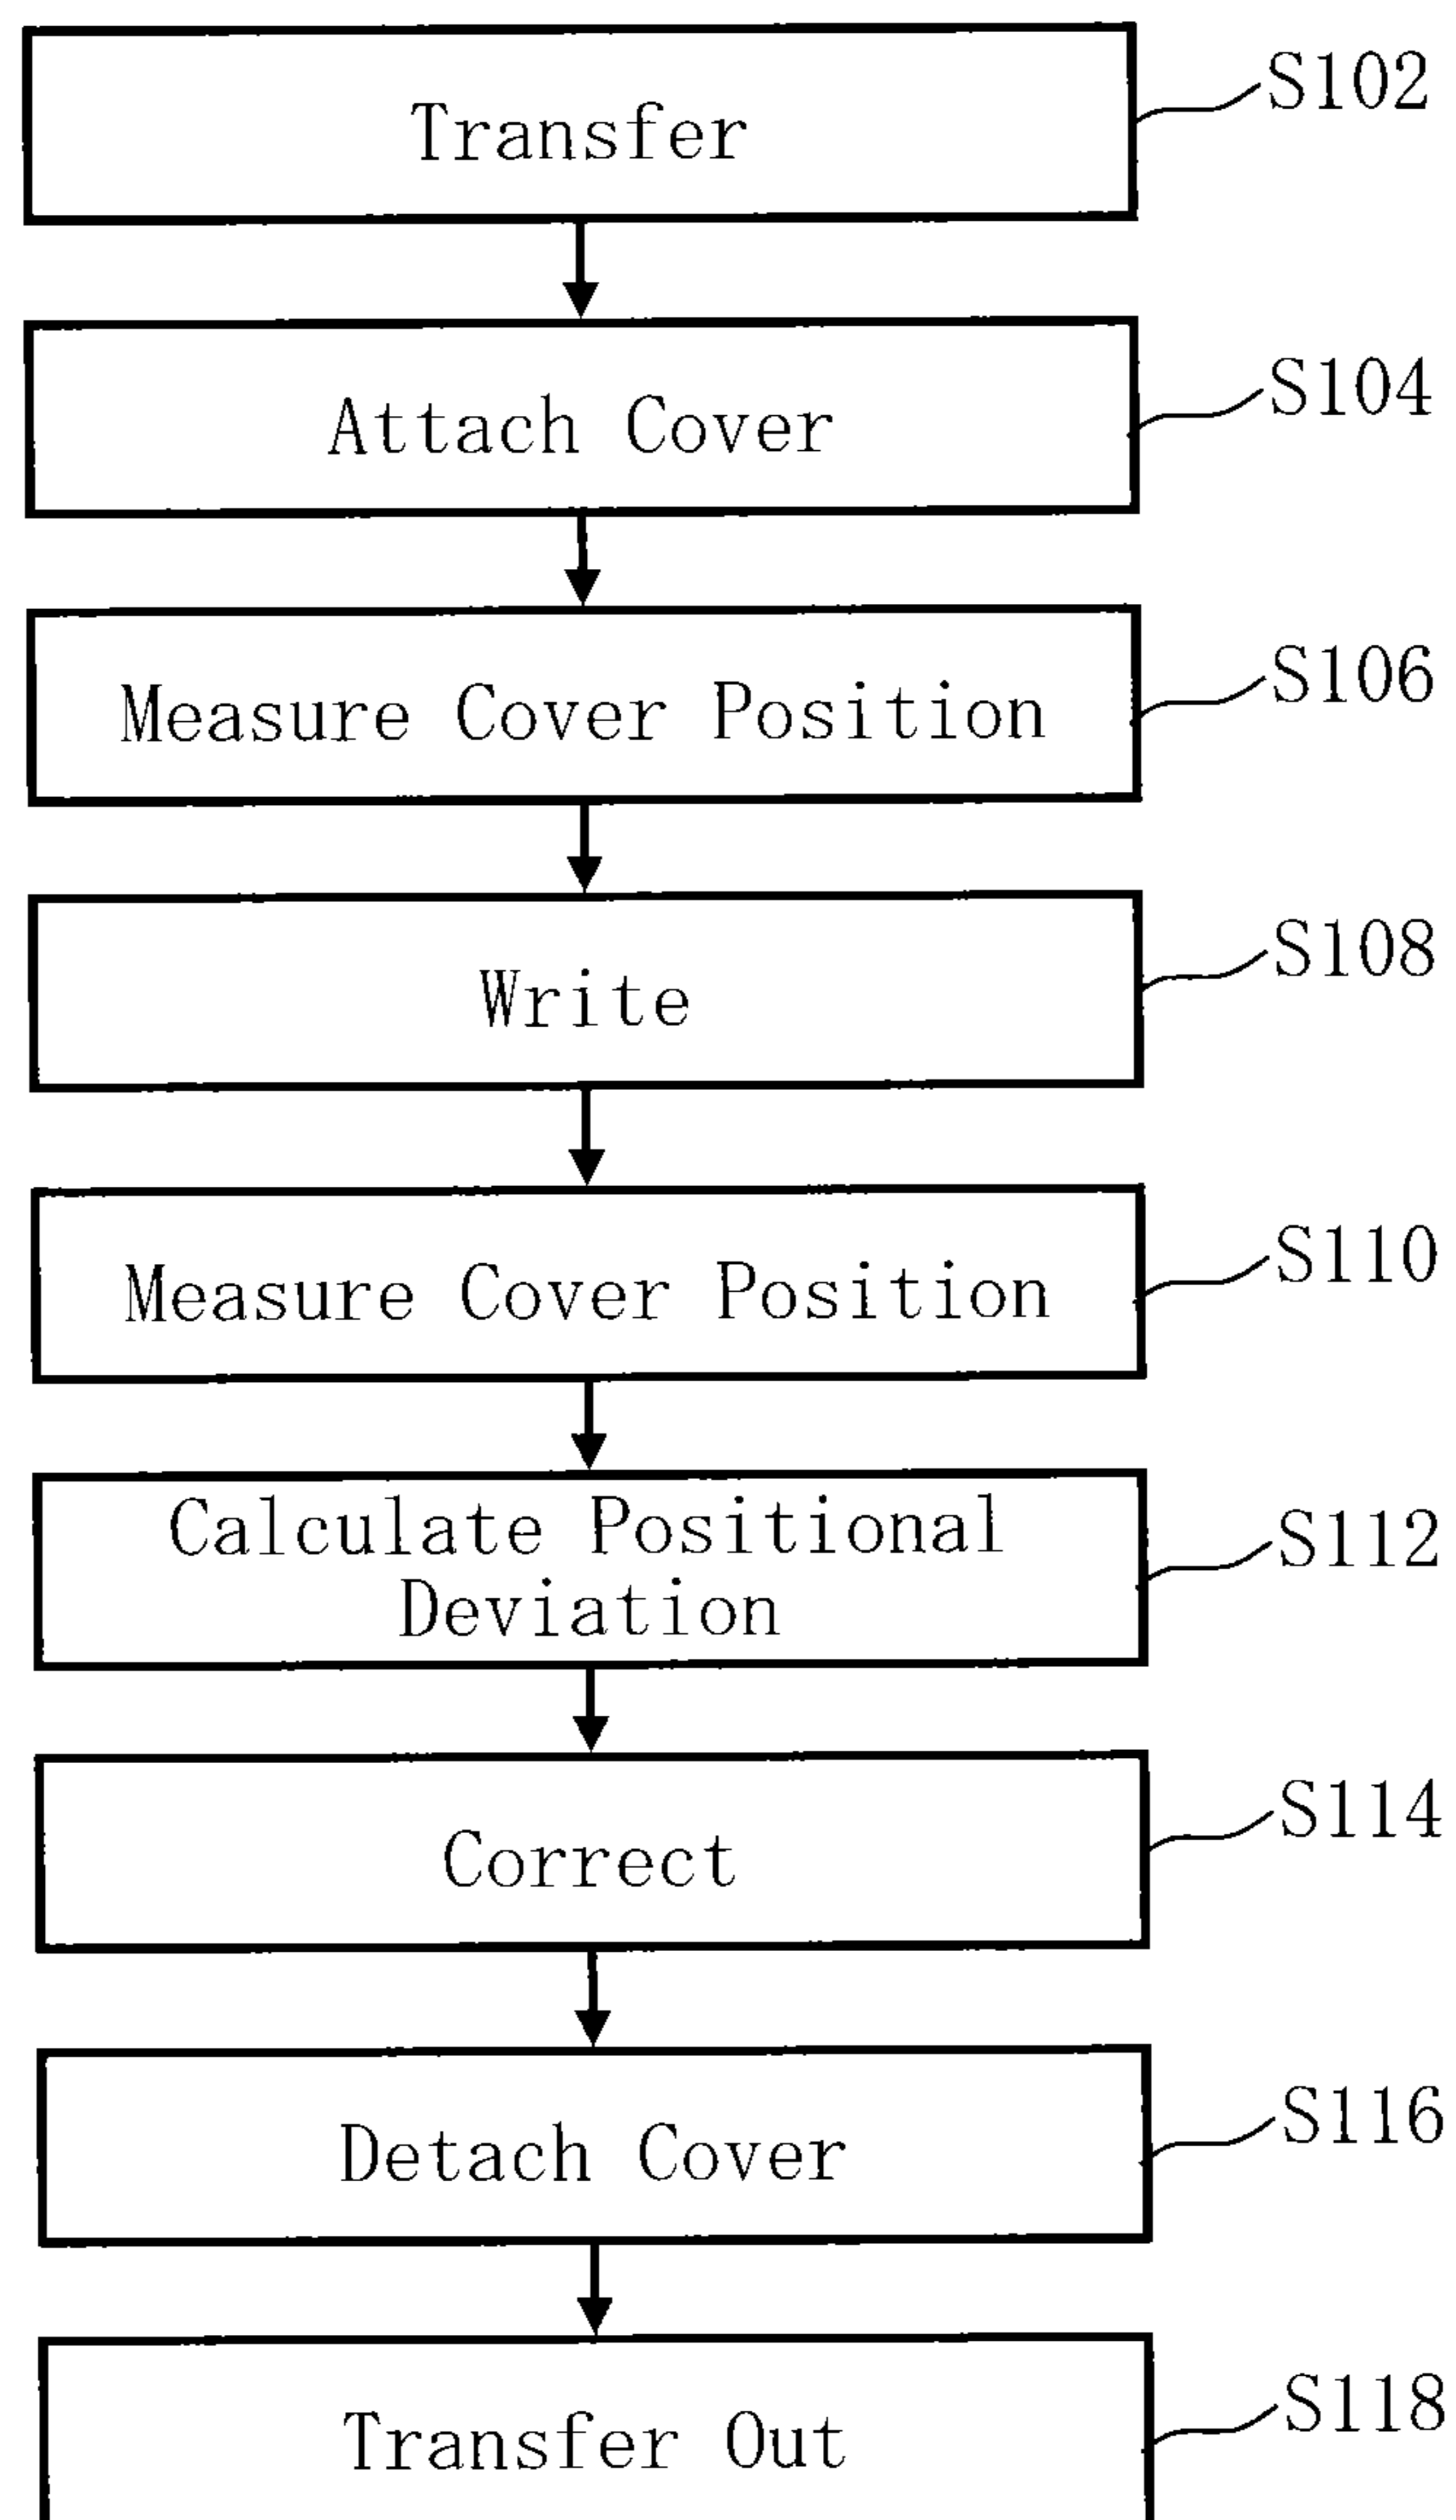 Transfer
S102
Attach Cover
S104
Measure Cover Position
S106
Write
S108
Measure Cover Position
S110
Calculate Positional
Deviation
S112
Correct
S114
Detach Cover
S116
Transfer Out
S118